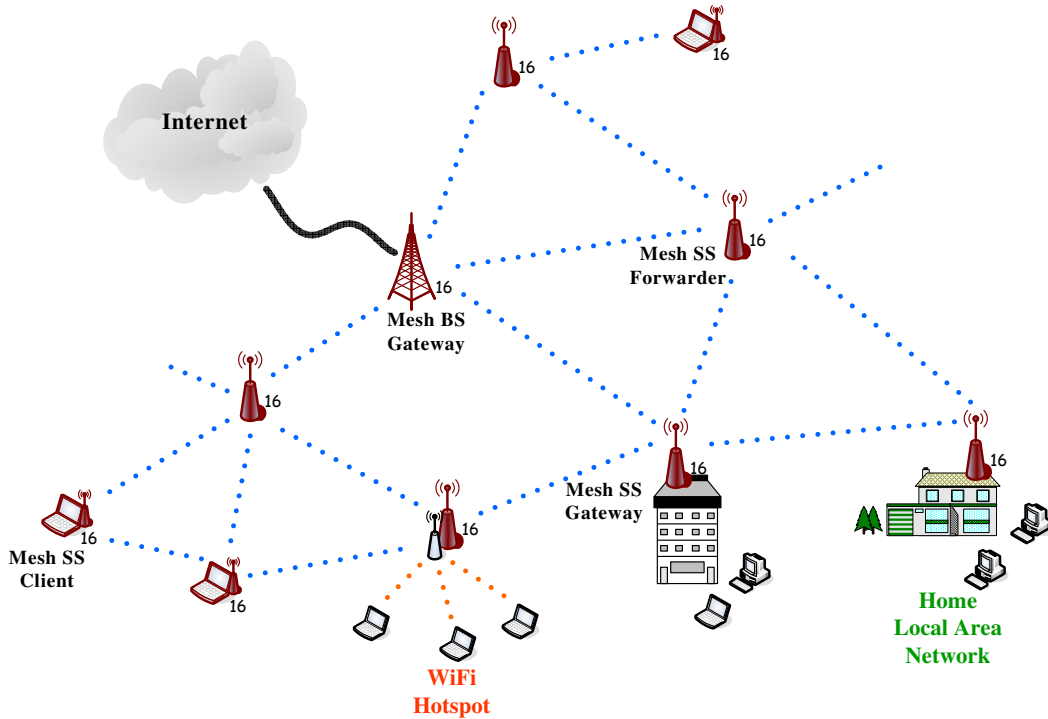 16
16
Internet
16
Mesh SS
Forwarder
16
Mesh BS
Gateway
16
16
16
Mesh SS
Gateway
16
Mesh SS
Client
16
16
Home
Local Area
Network
WiFi
Hotspot